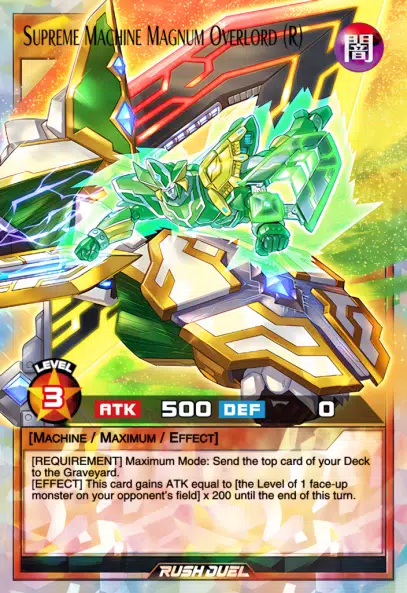 Supreme Machine Magnum Overlord (R)
闇
LEVEL
3
ATK 500 DEF 0
[Machine / Maximum / Effect]
[REQUIREMENT] Maximum Mode: Send the top card of your Deck
to the Graveyard.
[EFFECT] This card gains ATK equal to [the Level of 1 face-up
monster on your opponent's field] x 200 until the end of this turn.
RUSH DUEL